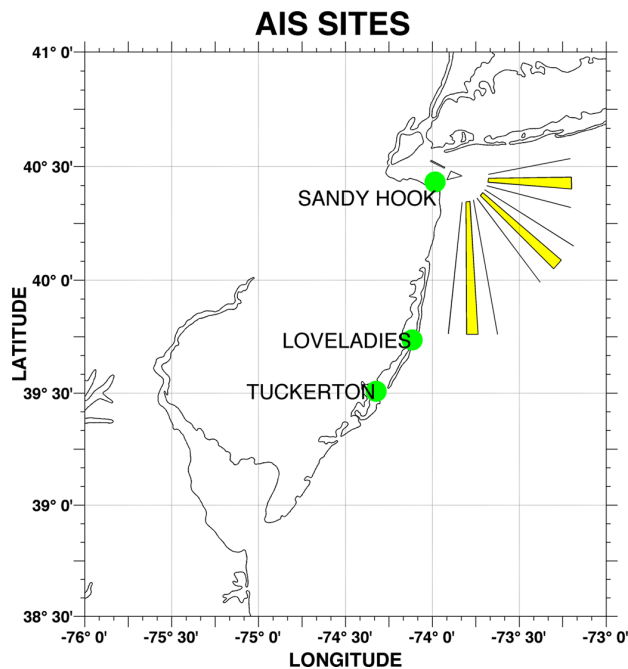 AIS SITES
41° 0'
40° 30'
SANDY HOOK
40° 0'
LATITUDE
LOVELADIES
39° 30'
TUCKERTON
39° 0'
38° 30'
-76° 0'
-75° 30'
-75° 0'
-74° 30'
-74° 0'
-73° 30'
-73° 0'
LONGITUDE